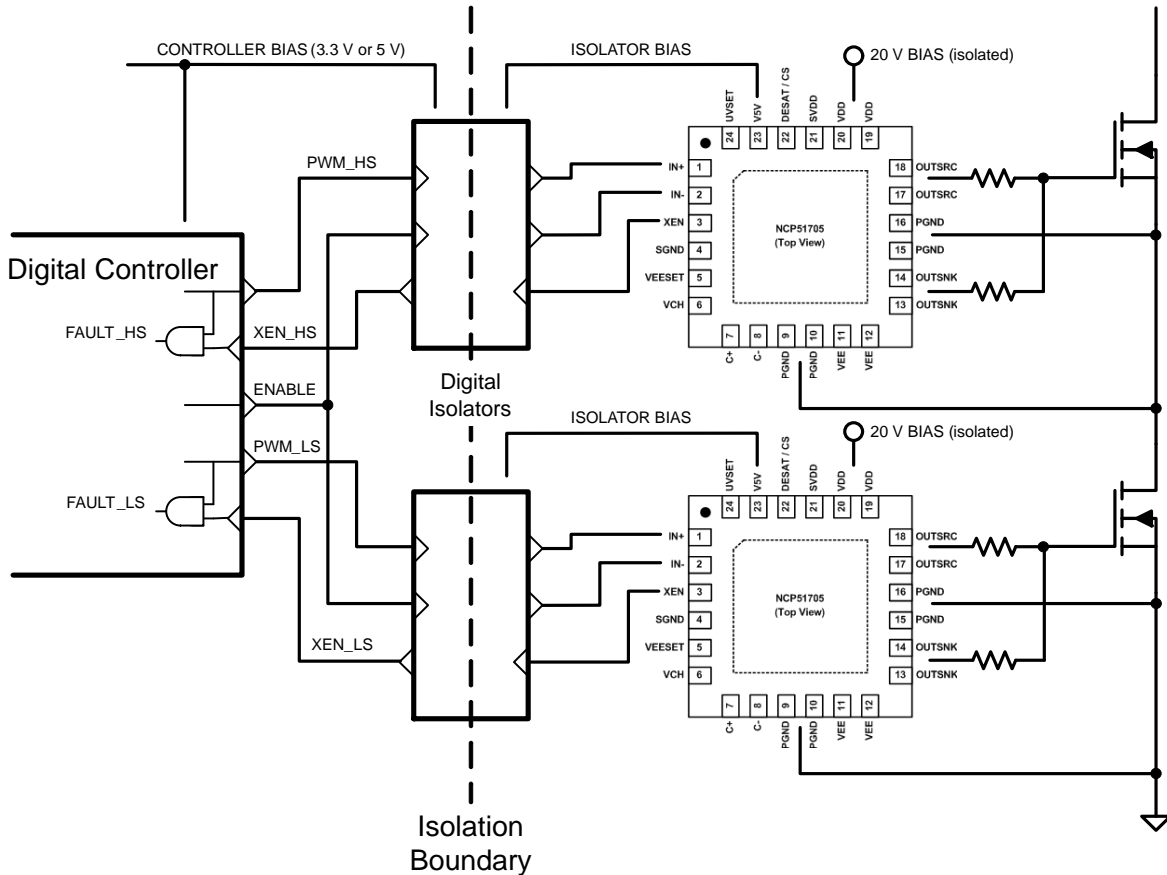 CONTROLLER BIAS (3.3 V or 5 V)
ISOLATOR BIAS
20 V BIAS (isolated)
UVSET
V5V
DESAT / CS
SVDD
VDD
VDD
24
23
22
21
20
19
PWM_HS
IN+
1
IN-
2
XEN
3
SGND
4
VEESET
5
VCH
6
NCP51705
(Top View)
18
OUTSRC
17
OUTSRC
16
PGND
15
PGND
14
OUTSNK
13
OUTSNK
7
8
9
10
11
12
C+
C-
PGND
PGND
VEE
VEE
Digital Controller
FAULT_HS
XEN_HS
ENABLE
PWM_LS
FAULT_LS
XEN_LS
Digital
Isolators
ISOLATOR BIAS
20 V BIAS (isolated)
UVSET
V5V
DESAT / CS
SVDD
VDD
VDD
24
23
22
21
20
19
IN+
1
IN-
2
XEN
3
SGND
4
VEESET
5
VCH
6
NCP51705
(Top View)
18
OUTSRC
17
OUTSRC
16
PGND
15
PGND
14
OUTSNK
13
OUTSNK
7
8
9
10
11
12
C+
C-
PGND
PGND
VEE
VEE
Isolation
Boundary